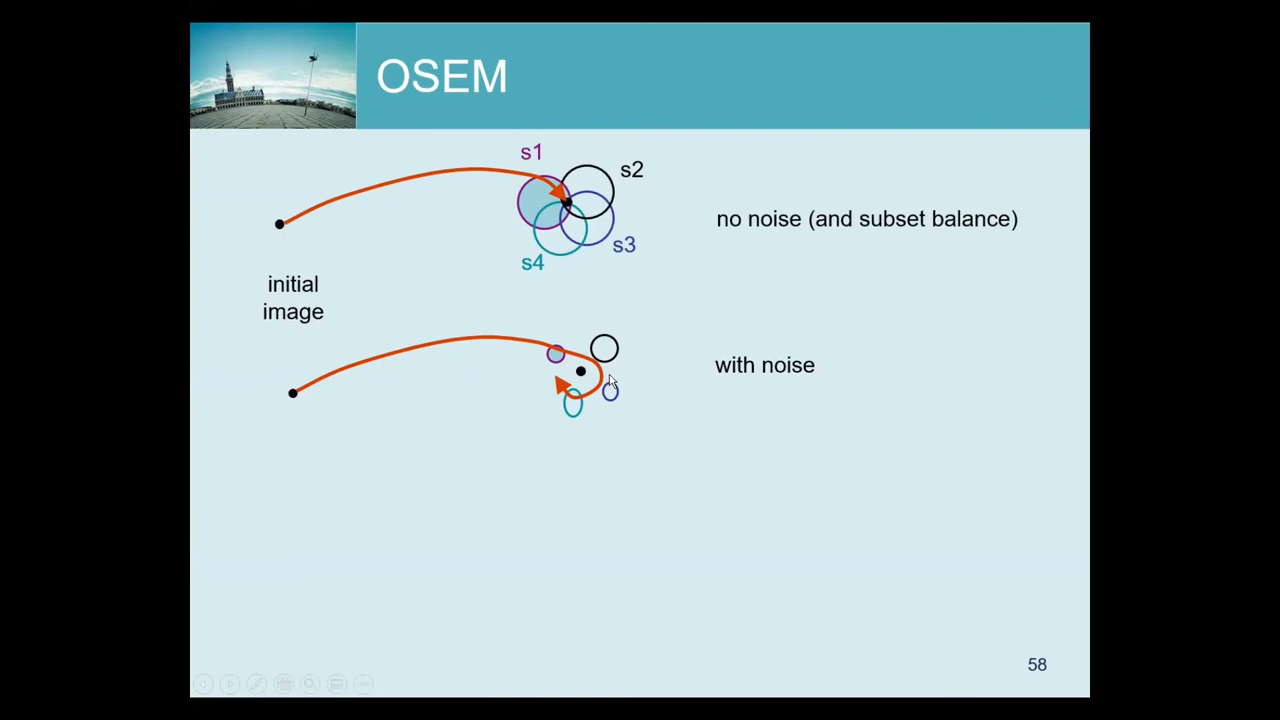 OSEM
s1
s2
no noise (and subset balance)
s3
s4
initial
image
with noise
58